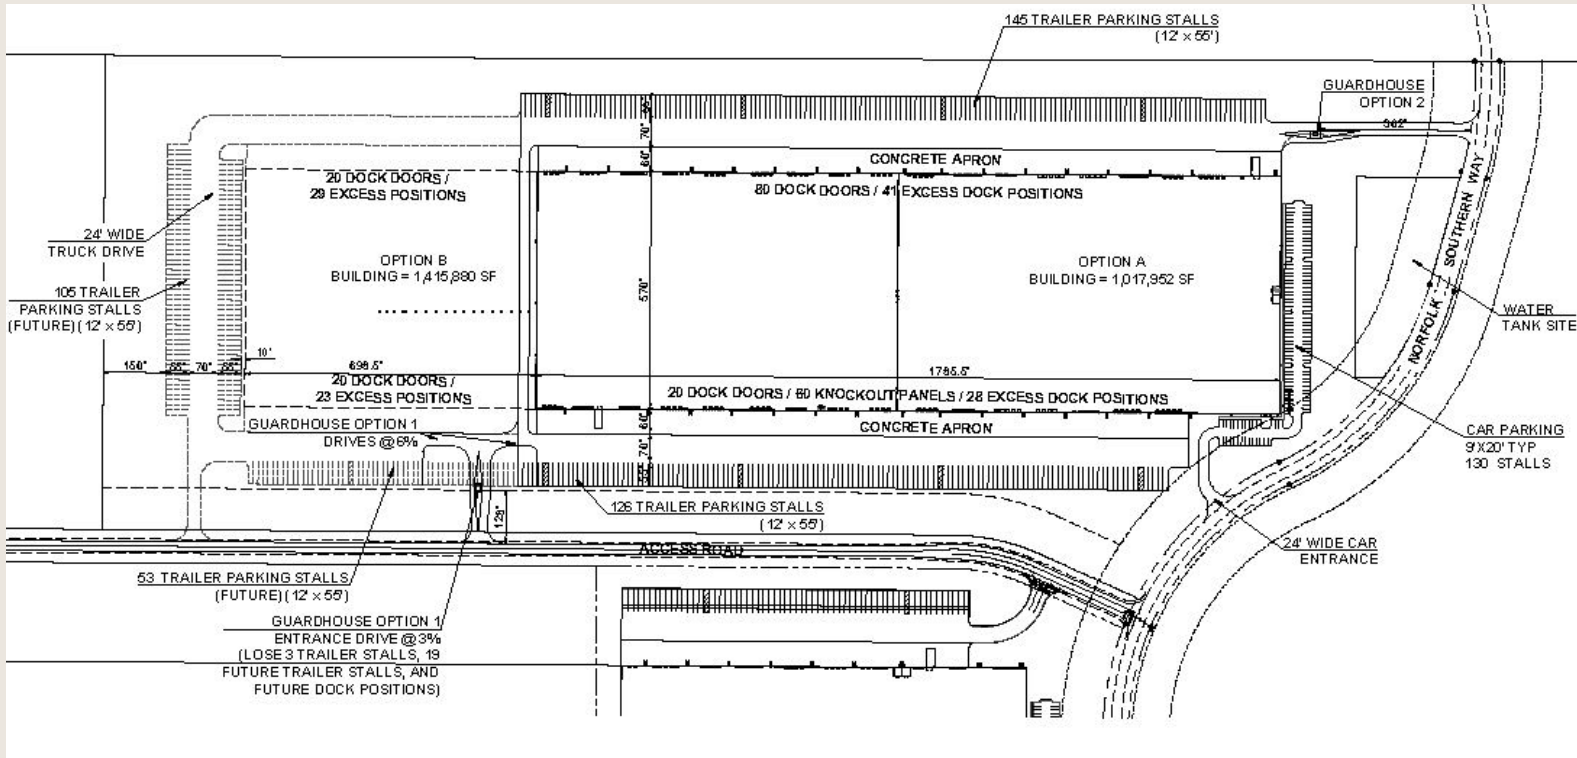 145 TRAILER PARKING STALLS
(12' x 55')
GUARDHOUSE
OPTION 2
362'
55'
70'
60'
CONCRETE APRON
80 DOCK DOORS / 41 EXCESS DOCK POSITIONS
20 DOCK DOORS /
29 EXCESS POSITIONS
24' WIDE
TRUCK DRIVE
OPTION B
BUILDING = 1,415,880 SF
OPTION A
BUILDING = 1,017,952 SF
NORFOLK SOUTHERN WAY
570'
105 TRAILER
PARKING STALLS
(FUTURE) (12' x 55')
WATER
TANK SITE
10'
150'
55'
70'
55'
698.5'
1785.5'
20 DOCK DOORS /
23 EXCESS POSITIONS
20 DOCK DOORS / 60 KNOCKOUT PANELS / 28 EXCESS DOCK POSITIONS
GUARDHOUSE OPTION 1
DRIVES @6%
60'
CONCRETE APRON
70'
55'
CAR PARKING
9'X20' TYP
130 STALLS
126 TRAILER PARKING STALLS
(12' x 55')
128'
ACCESS ROAD
24' WIDE CAR
ENTRANCE
53 TRAILER PARKING STALLS
(FUTURE) (12' x 55')
GUARDHOUSE OPTION 1
ENTRANCE DRIVE @3%
(LOSE 3 TRAILER STALLS, 19
FUTURE TRAILER STALLS, AND
FUTURE DOCK POSITIONS)